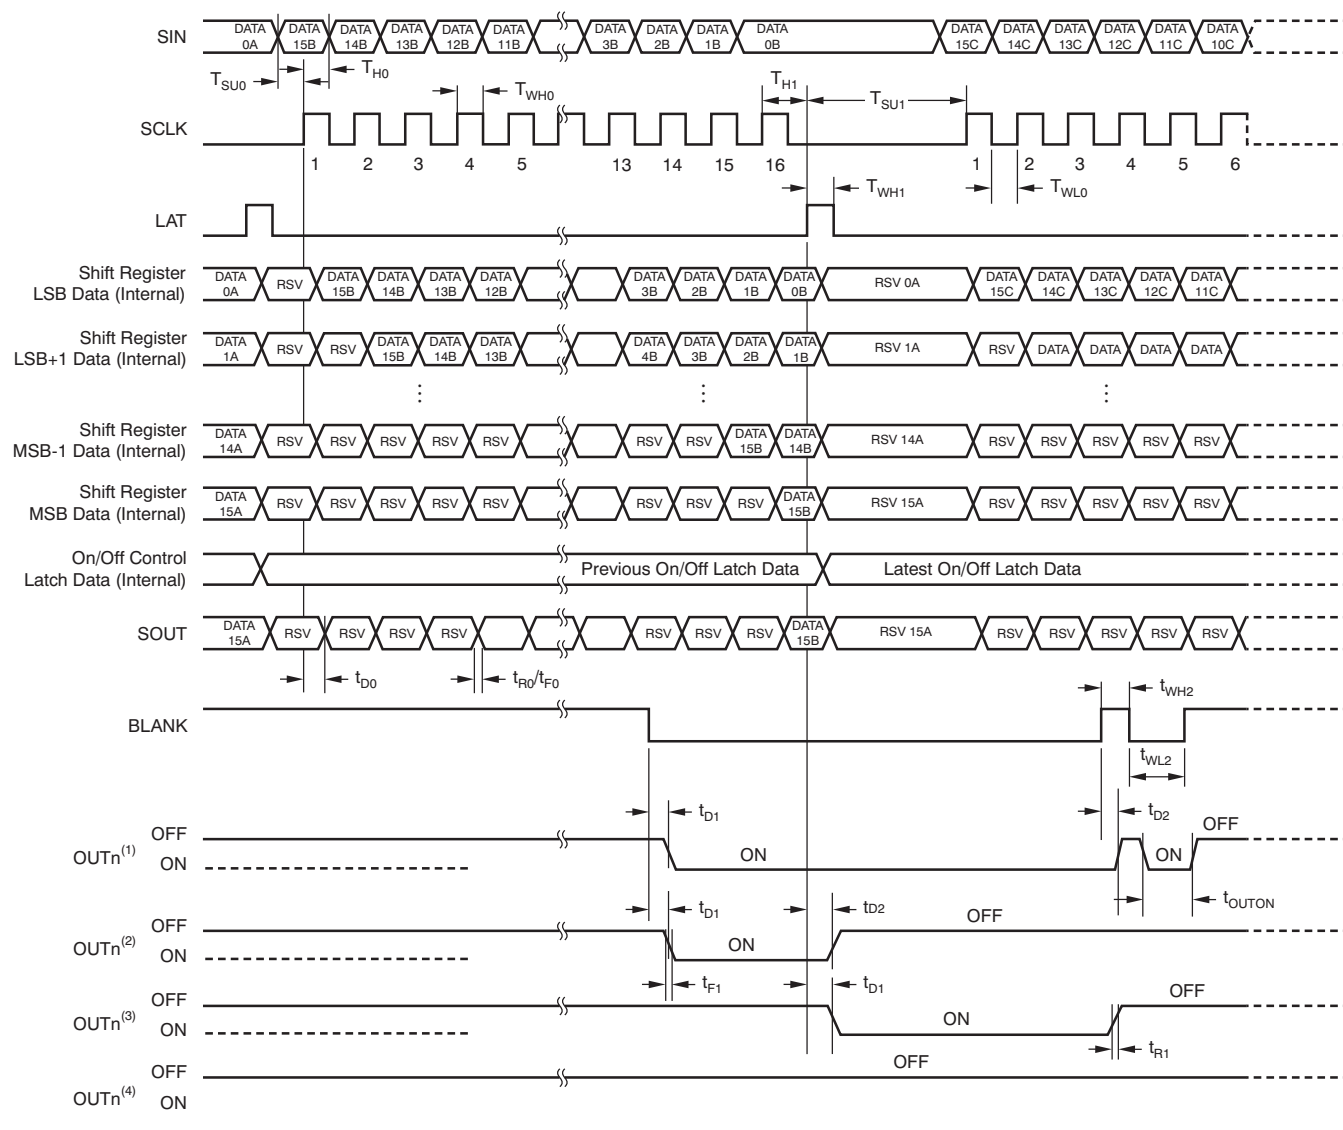 SIN
DATA 0A DATA 15B DATA 14B DATA 13B DATA 12B DATA 11B DATA 3B DATA 2B DATA 1B DATA 0B DATA 15C DATA 14C DATA 13C DATA 12C DATA 11C DATA 10C
TSU0 TH0 TWH0 TH1 TSU1
SCLK
1 2 3 4 5 13 14 15 16 1 2 3 4 5 6
TWH1 TWL0
LAT
Shift Register
LSB Data (Internal)
DATA 0A RSV DATA 15B DATA 14B DATA 13B DATA 12B DATA 3B DATA 2B DATA 1B DATA 0B RSV 0A DATA 15C DATA 14C DATA 13C DATA 12C DATA 11C
Shift Register
LSB+1 Data (Internal)
DATA 1A RSV RSV DATA 15B DATA 14B DATA 13B DATA 4B DATA 3B DATA 2B DATA 1B RSV 1A RSV DATA DATA DATA DATA
Shift Register
MSB-1 Data (Internal)
DATA 14A RSV RSV RSV RSV RSV RSV RSV DATA 15B DATA 14B RSV 14A RSV RSV RSV RSV RSV
Shift Register
MSB Data (Internal)
DATA 15A RSV RSV RSV RSV RSV RSV RSV RSV DATA 15B RSV 15A RSV RSV RSV RSV RSV
On/Off Control
Latch Data (Internal)
Previous On/Off Latch Data Latest On/Off Latch Data
SOUT
DATA 15A RSV RSV RSV RSV RSV RSV RSV DATA 15B RSV 15A RSV RSV RSV RSV RSV
tD0 tR0/tF0
tWH2
BLANK
tWL2
tD1 tD2
OFF OFF
OUTn(1)
ON ON ON
tOUTON
tD1 tD2
OFF OFF
OUTn(2)
ON ON
tF1 tD1
OFF OFF
OUTn(3)
ON ON
tR1
OFF OFF
OUTn(4)
ON